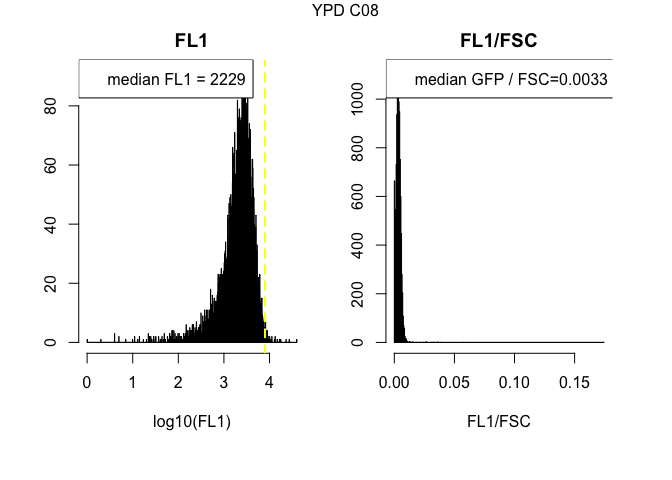 YPD C08
FL1
median FL1 = 2229
0 20 40 60 80
0 1 2 3 4
log10(FL1)
FL1/FSC
median GFP / FSC=0.0033
0 200 400 600 800 1000
0.00 0.05 0.10 0.15
FL1/FSC